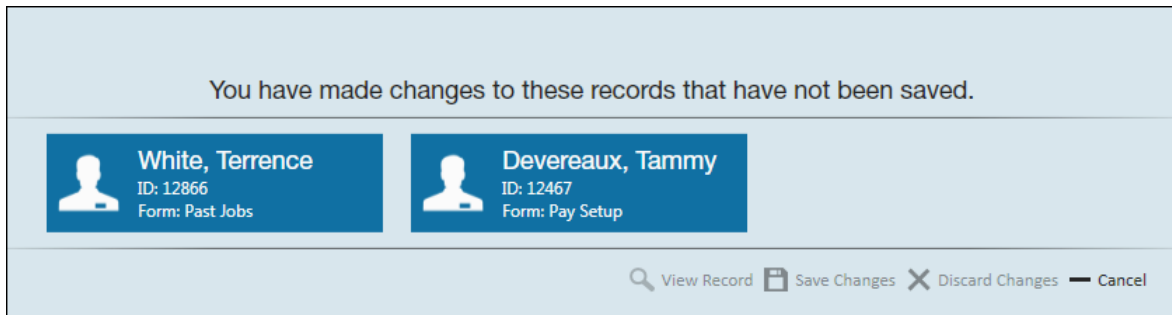 You have made changes to these records that have not been saved.
White, Terrence
ID: 12866
Form: Past Jobs
Devereaux, Tammy
ID: 12467
Form: Pay Setup
View Record Save Changes Discard Changes Cancel